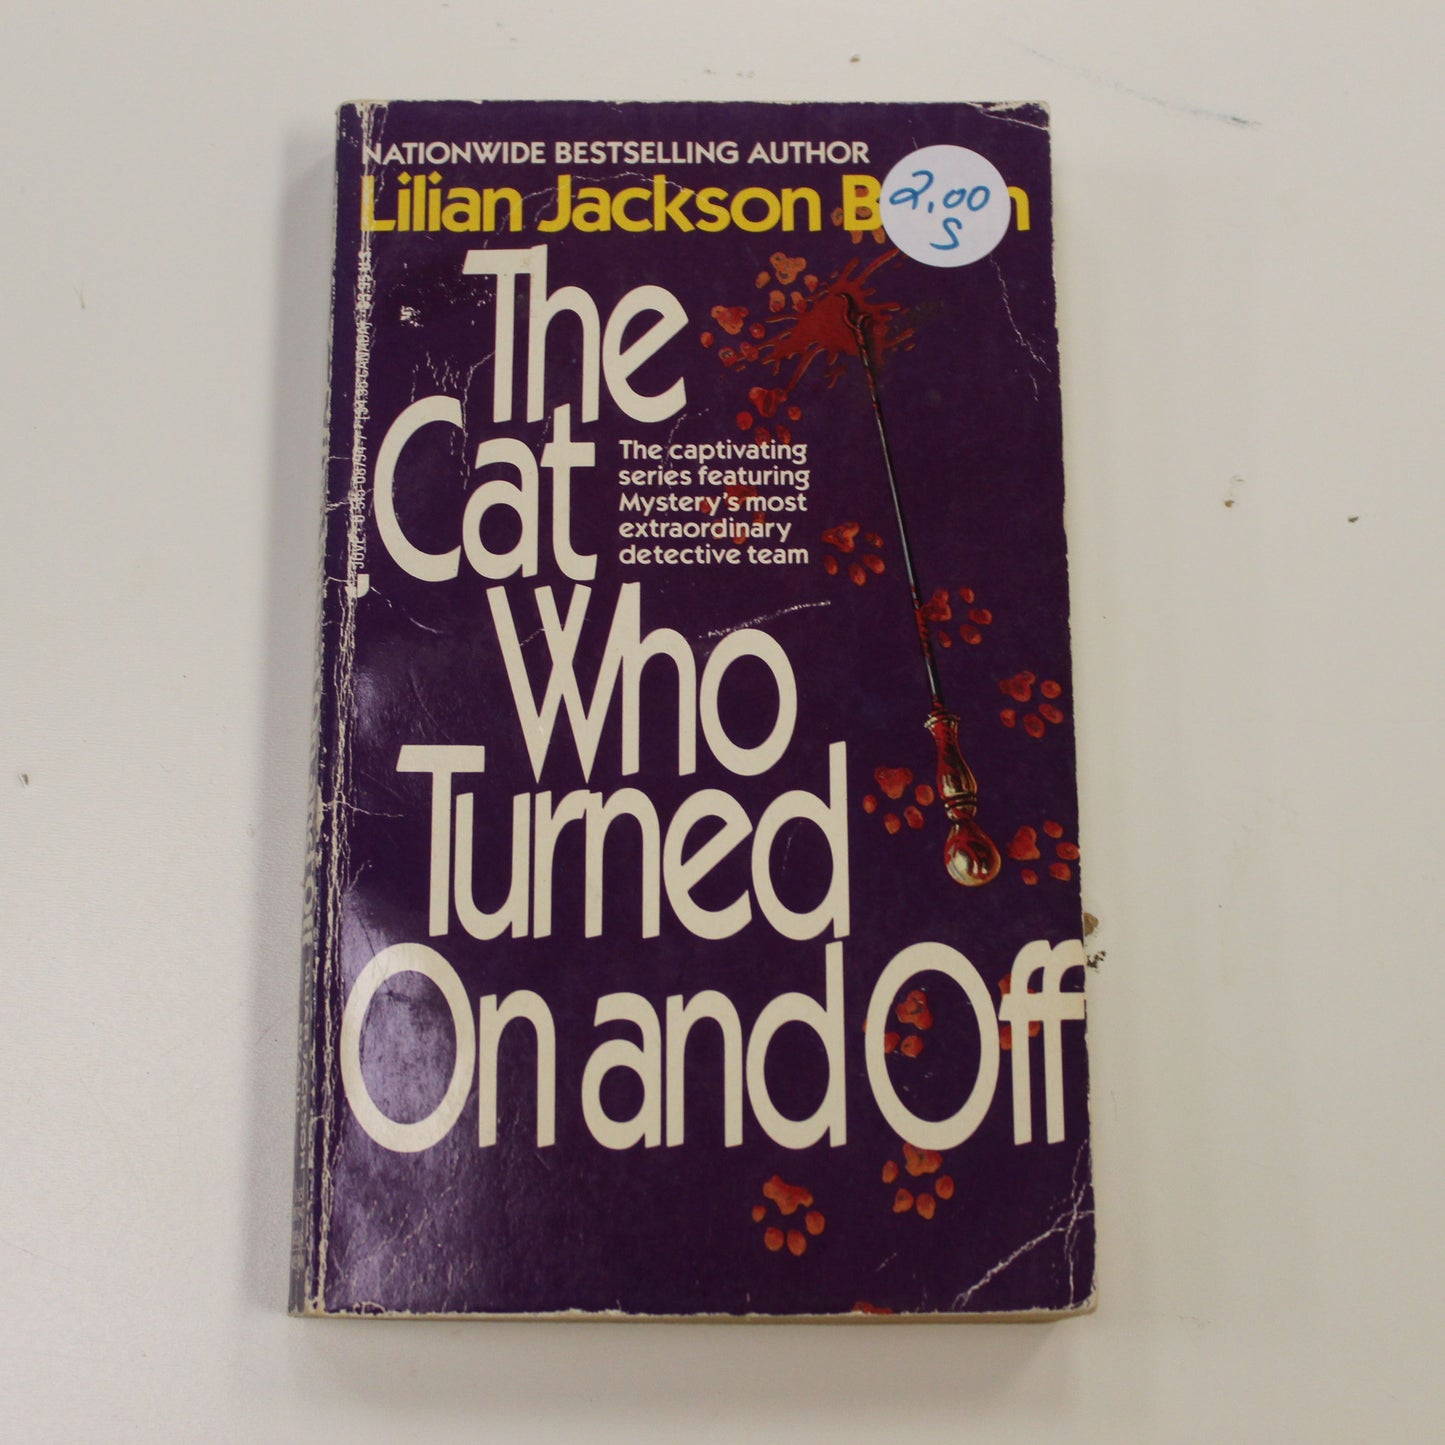 NATIONWIDE BESTSELLING AUTHOR
Lilian Jackson
2.00
S
The
Cat
Who
Turned
On and Off
The captivating
series featuring
Mystery's most
extraordinary
detective team